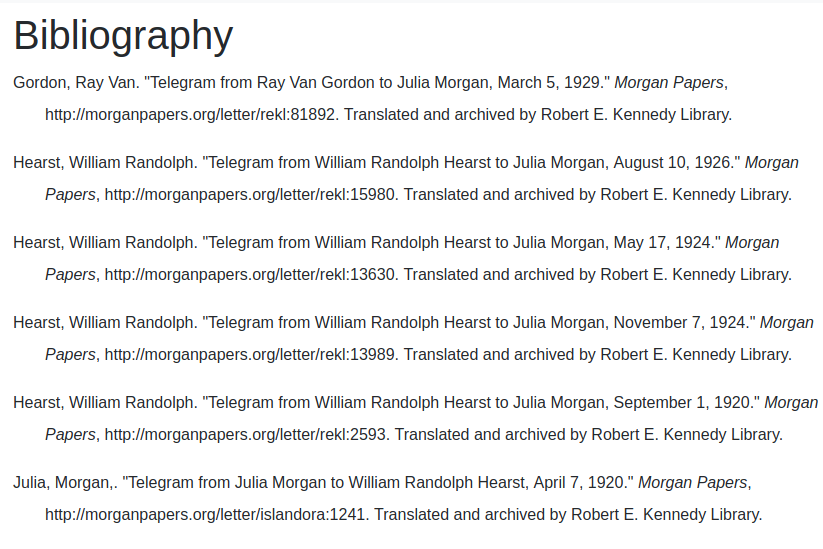 Bibliography
Gordon, Ray Van. "Telegram from Ray Van Gordon to Julia Morgan, March 5, 1929." Morgan Papers,
http://morganpapers.org/letter/rekl:81892. Translated and archived by Robert E. Kennedy Library.
Hearst, William Randolph. "Telegram from William Randolph Hearst to Julia Morgan, August 10, 1926." Morgan
Papers, http://morganpapers.org/letter/rekl:15980. Translated and archived by Robert E. Kennedy Library.
Hearst, William Randolph. "Telegram from William Randolph Hearst to Julia Morgan, May 17, 1924." Morgan
Papers, http://morganpapers.org/letter/rekl:13630. Translated and archived by Robert E. Kennedy Library.
Hearst, William Randolph. "Telegram from William Randolph Hearst to Julia Morgan, November 7, 1924." Morgan
Papers, http://morganpapers.org/letter/rekl:13989. Translated and archived by Robert E. Kennedy Library.
Hearst, William Randolph. "Telegram from William Randolph Hearst to Julia Morgan, September 1, 1920." Morgan
Papers, http://morganpapers.org/letter/rekl:2593. Translated and archived by Robert E. Kennedy Library.
Julia, Morgan,. "Telegram from Julia Morgan to William Randolph Hearst, April 7, 1920." Morgan Papers,
http://morganpapers.org/letter/islandora:1241. Translated and archived by Robert E. Kennedy Library.